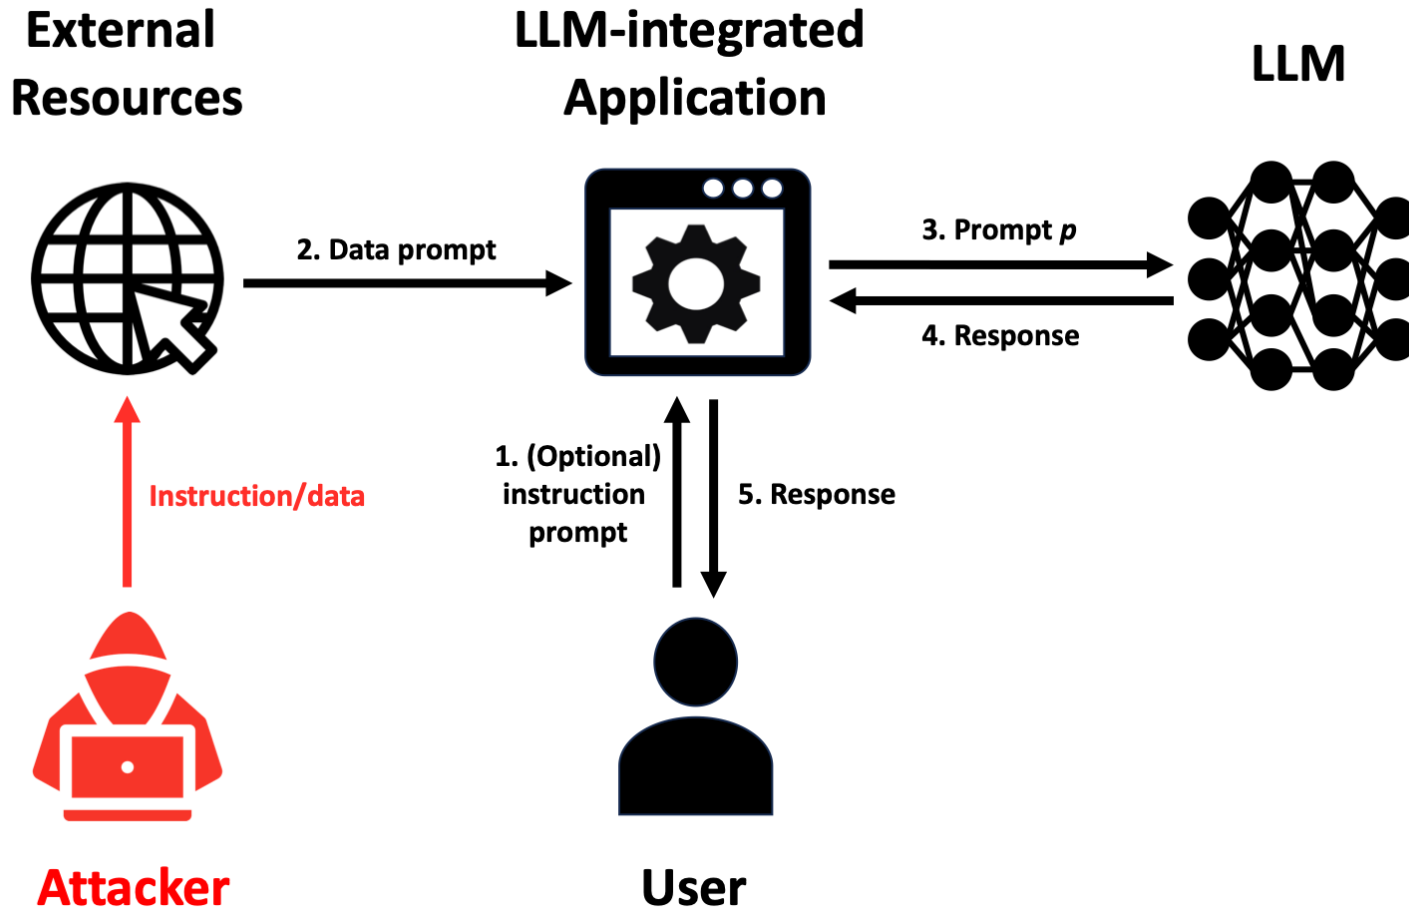 External
Resources
LLM-integrated
Application
LLM
2. Data prompt
3. Prompt p
4. Response
Instruction/data
1. (Optional)
instruction
prompt
5. Response
Attacker
User